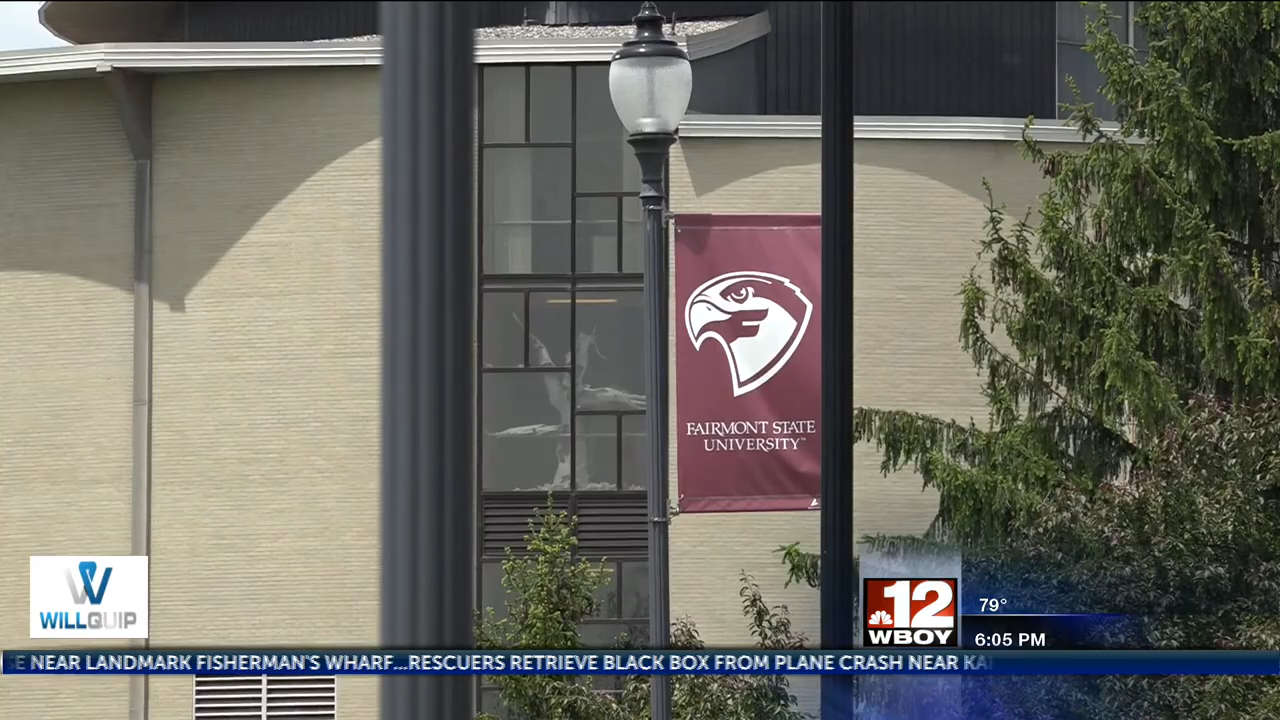 FAIRMONT STATE
UNIVERSITY™
WILLQUIP
12
WBOY
79°
6:05 PM
NEAR LANDMARK FISHERMAN'S WHARF...RESCUERS RETRIEVE BLACK BOX FROM PLANE CRASH NEAR